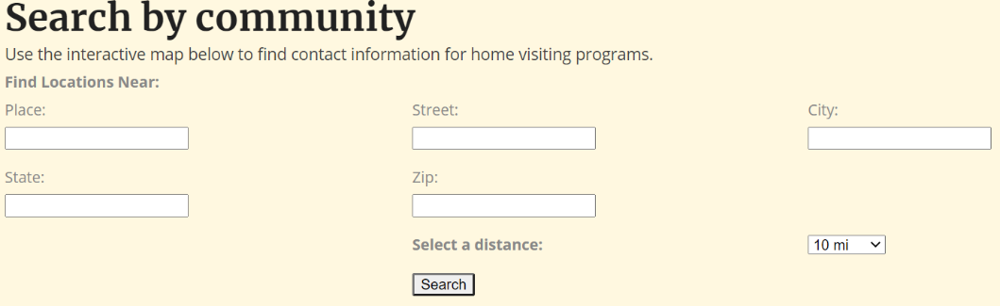 Search by community
Use the interactive map below to find contact information for home visiting programs.
Find Locations Near:
Place: Street: City:
State: Zip:
Select a distance: 10 mi
Search